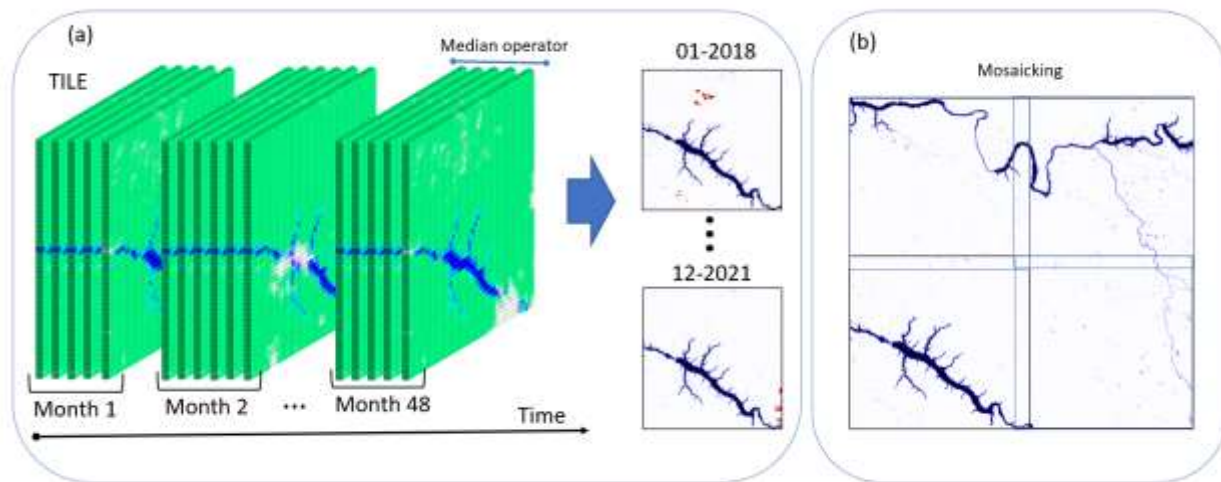 (a)
Median operator
TILE
01-2018
12-2021
Month 1
Month 2
...
Month 48
Time
(b)
Mosaicking